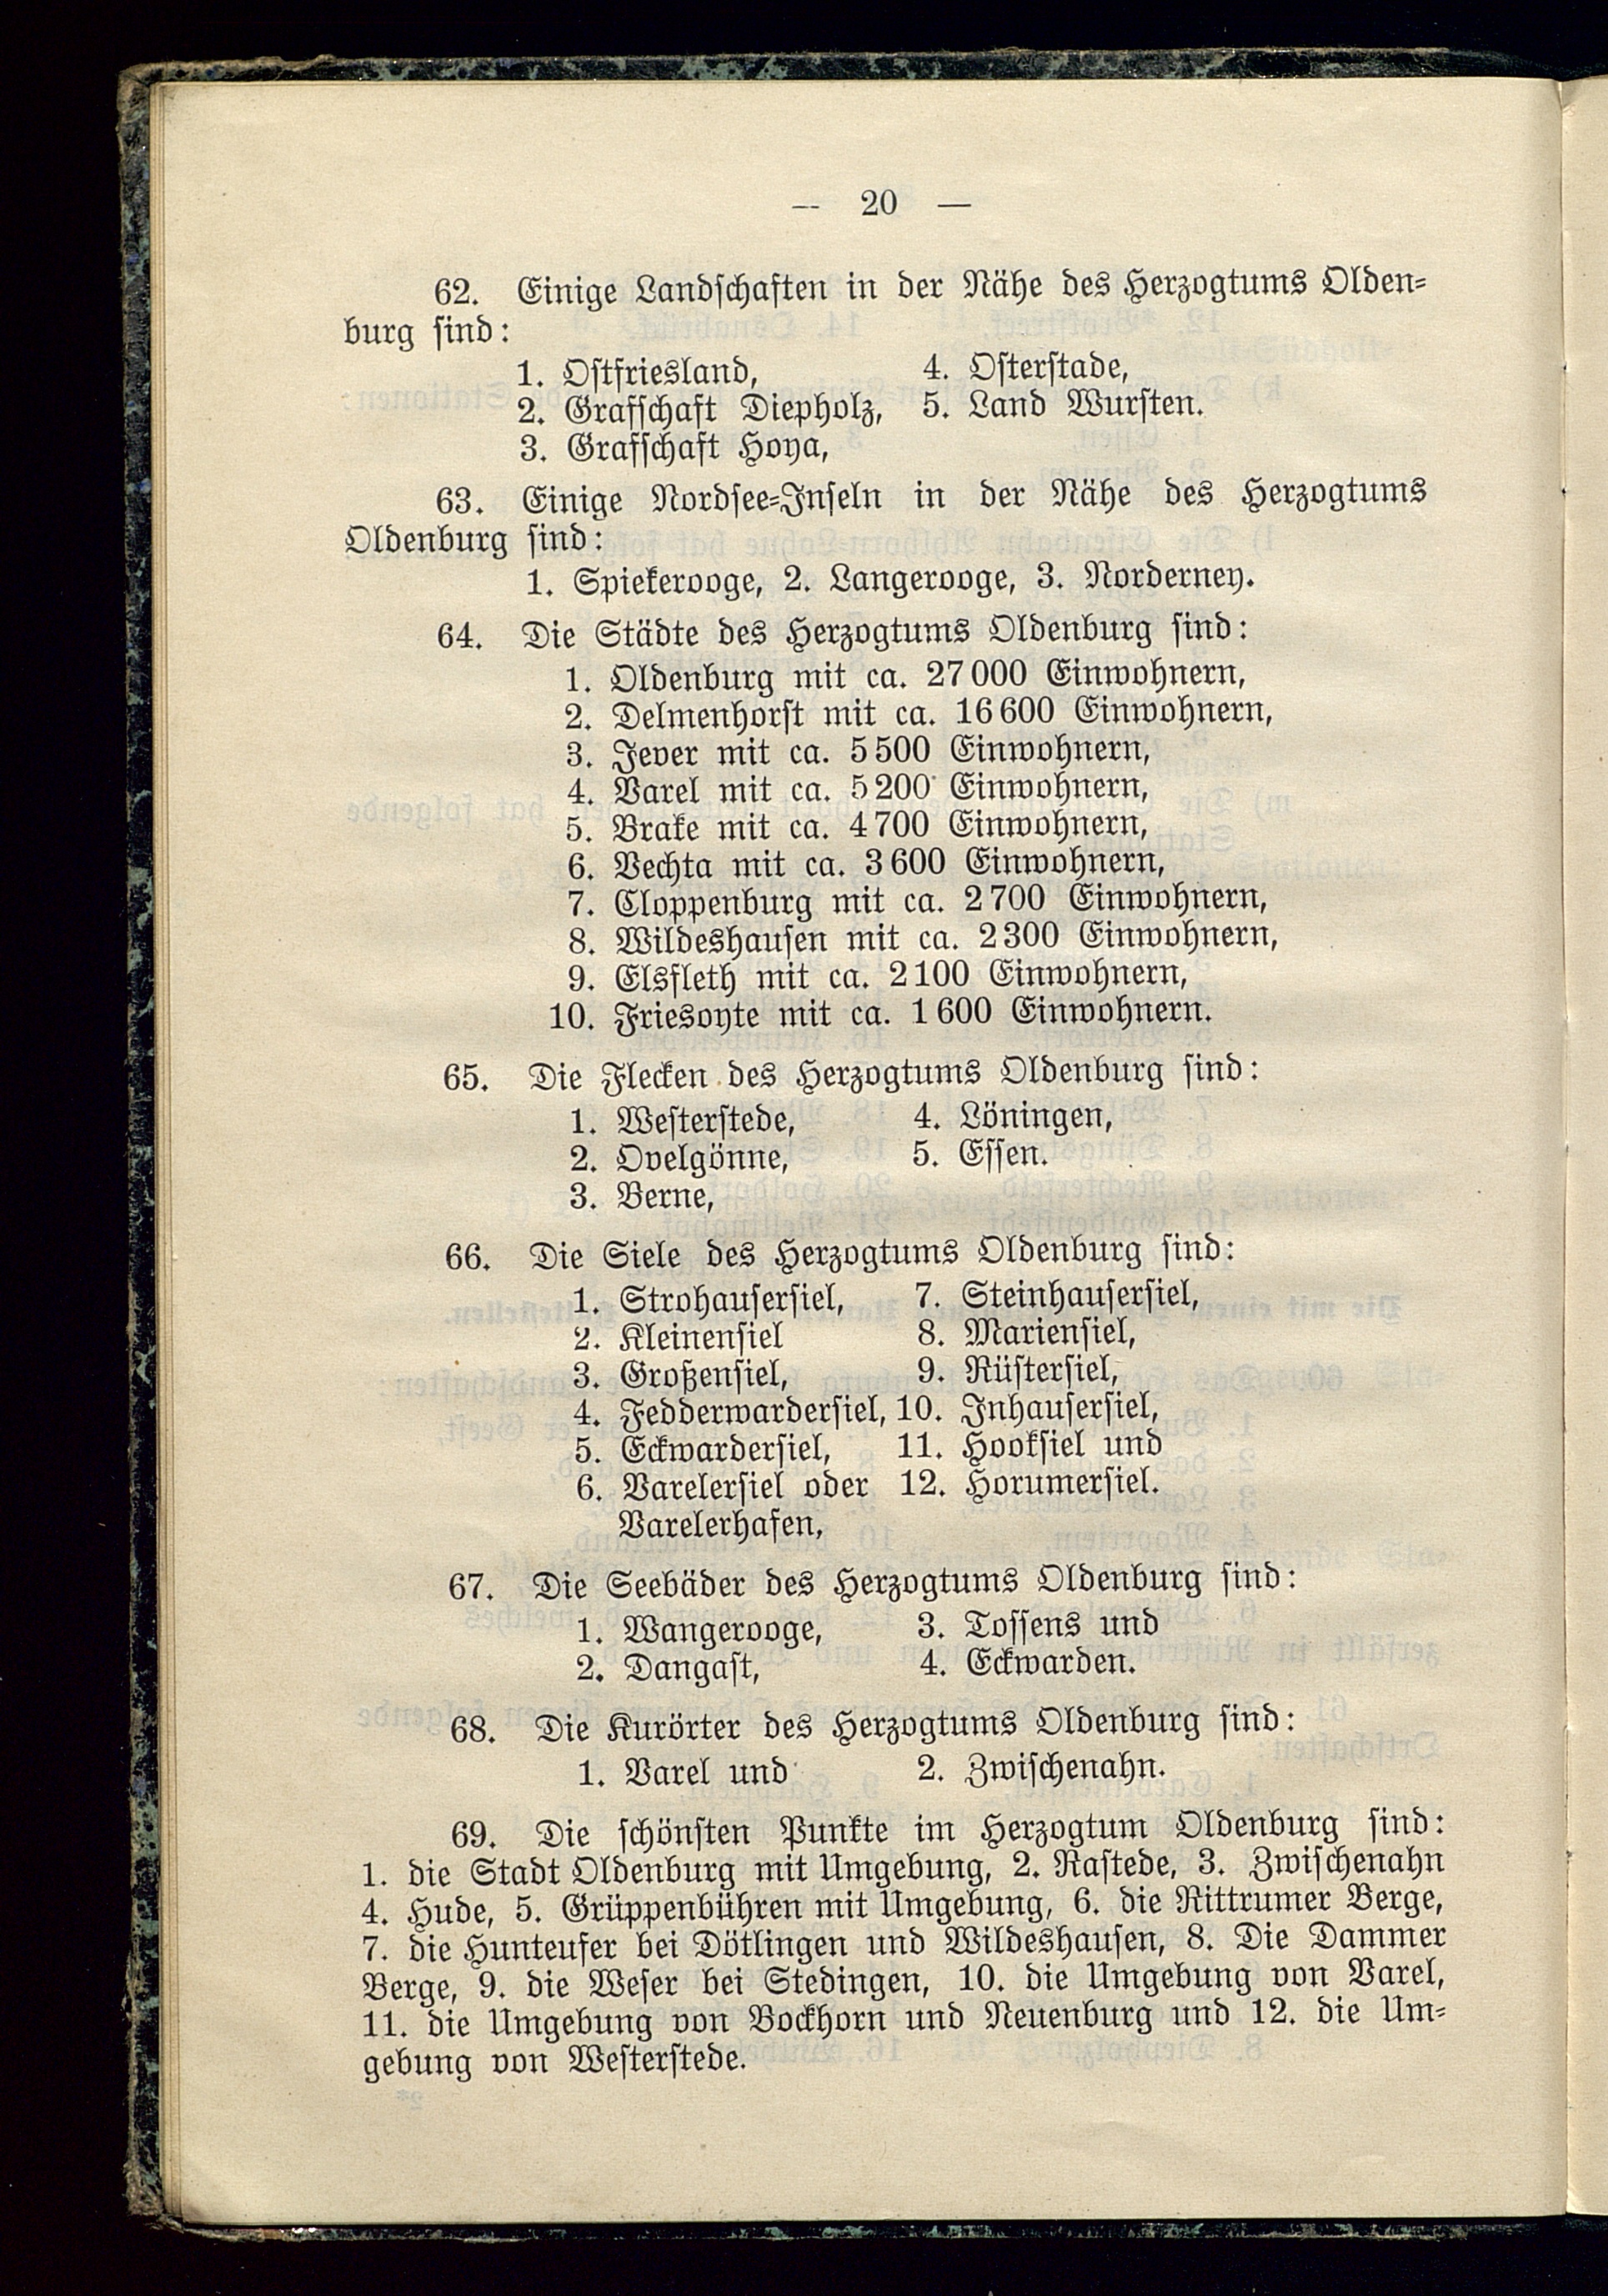 — 20 —
62. Einige Landschaften in der Nähe des Herzogtums Olden-
burg sind:
1. Ostfriesland, 4. Osterstade,
2. Grafschaft Diepholz, 5. Land Wursten.
3. Grafschaft Hoya,
63. Einige Nordsee-Inseln in der Nähe des Herzogtums
Oldenburg sind:
1. Spiekerooge, 2. Langerooge, 3. Norderney.
64. Die Städte des Herzogtums Oldenburg sind:
1. Oldenburg mit ca. 27 000 Einwohnern,
2. Delmenhorst mit ca. 16 600 Einwohnern,
3. Jever mit ca. 5 500 Einwohnern,
4. Varel mit ca. 5 200 Einwohnern,
5. Brake mit ca. 4 700 Einwohnern,
6. Vechta mit ca. 3 600 Einwohnern,
7. Cloppenburg mit ca. 2 700 Einwohnern,
8. Wildeshausen mit ca. 2 300 Einwohnern,
9. Elsfleth mit ca. 2 100 Einwohnern,
10. Friesoyte mit ca. 1 600 Einwohnern.
65. Die Flecken des Herzogtums Oldenburg sind:
1. Westerstede, 4. Löningen,
2. Ovelgönne, 5. Essen.
3. Berne,
66. Die Siele des Herzogtums Oldenburg sind:
1. Strohausersiel, 7. Steinhausersiel,
2. Kleinensiel 8. Mariensiel,
3. Großensiel, 9. Rüstersiel,
4. Fedderwardersiel, 10. Inhausersiel,
5. Eckwardersiel, 11. Hooksiel und
6. Varelersiel oder 12. Horumersiel.
Varelerhafen,
67. Die Seebäder des Herzogtums Oldenburg sind:
1. Wangerooge, 3. Tossens und
2. Dangast, 4. Eckwarden.
68. Die Kurörter des Herzogtums Oldenburg sind:
1. Varel und 2. Zwischenahn.
69. Die schönsten Punkte im Herzogtum Oldenburg sind:
1. die Stadt Oldenburg mit Umgebung, 2. Rastede, 3. Zwischenahn
4. Hude, 5. Grüppenbühren mit Umgebung, 6. die Rittrumer Berge,
7. die Hunteufer bei Dötlingen und Wildeshausen, 8. Die Dammer
Berge, 9. die Weser bei Stedingen, 10. die Umgebung von Varel,
11. die Umgebung von Bockhorn und Neuenburg und 12. die Um-
gebung von Westerstede.